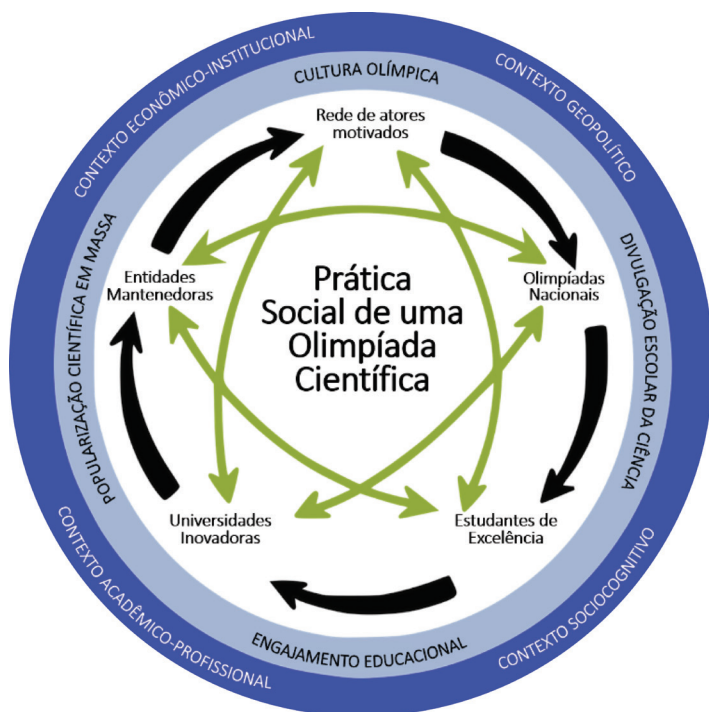 CONTEXTO ECONÔMICO-INSTITUCIONAL
CONTEXTO GEOPOLÍTICO
CULTURA OLÍMPICA
Rede de atores
motivados
POPULARIZAÇÃO CIENTÍFICA EM MASSA
DIVULGAÇÃO ESCOLAR DA CIÊNCIA
Entidades
Mantenedoras
Olimpíadas
Nacionais
Prática
Social de uma
Olimpíada
Científica
Universidades
Inovadoras
Estudantes de
Excelência
ENGAJAMENTO EDUCACIONAL
CONTEXTO ACADÊMICO-PROFISSIONAL
CONTEXTO SOCIOCOGNITIVO